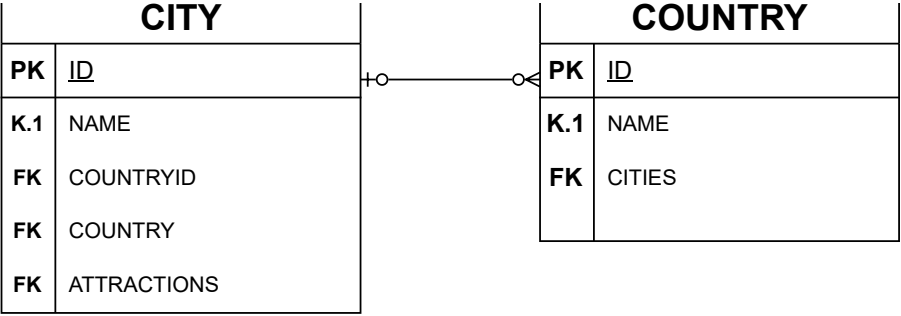 CITY
PK ID
K.1 NAME
FK COUNTRYID
FK COUNTRY
FK ATTRACTIONS
COUNTRY
PK ID
K.1 NAME
FK CITIES